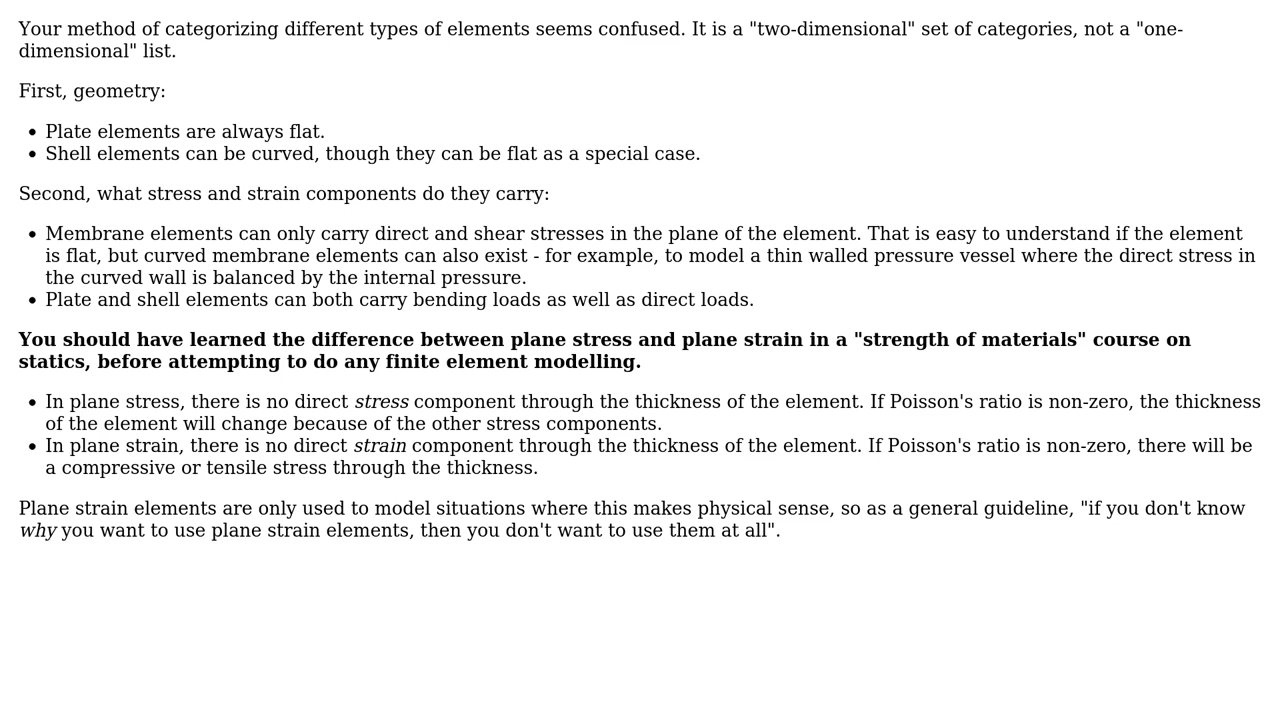 Your method of categorizing different types of elements seems confused. It is a "two-dimensional" set of categories, not a "one-
dimensional" list.
First, geometry:
• Plate elements are always flat.
• Shell elements can be curved, though they can be flat as a special case.
Second, what stress and strain components do they carry:
• Membrane elements can only carry direct and shear stresses in the plane of the element. That is easy to understand if the element
is flat, but curved membrane elements can also exist - for example, to model a thin walled pressure vessel where the direct stress in
the curved wall is balanced by the internal pressure.
• Plate and shell elements can both carry bending loads as well as direct loads.
You should have learned the difference between plane stress and plane strain in a "strength of materials" course on
statics, before attempting to do any finite element modelling.
• In plane stress, there is no direct stress component through the thickness of the element. If Poisson's ratio is non-zero, the thickness
of the element will change because of the other stress components.
• In plane strain, there is no direct strain component through the thickness of the element. If Poisson's ratio is non-zero, there will be
a compressive or tensile stress through the thickness.
Plane strain elements are only used to model situations where this makes physical sense, so as a general guideline, "if you don't know
why you want to use plane strain elements, then you don't want to use them at all".